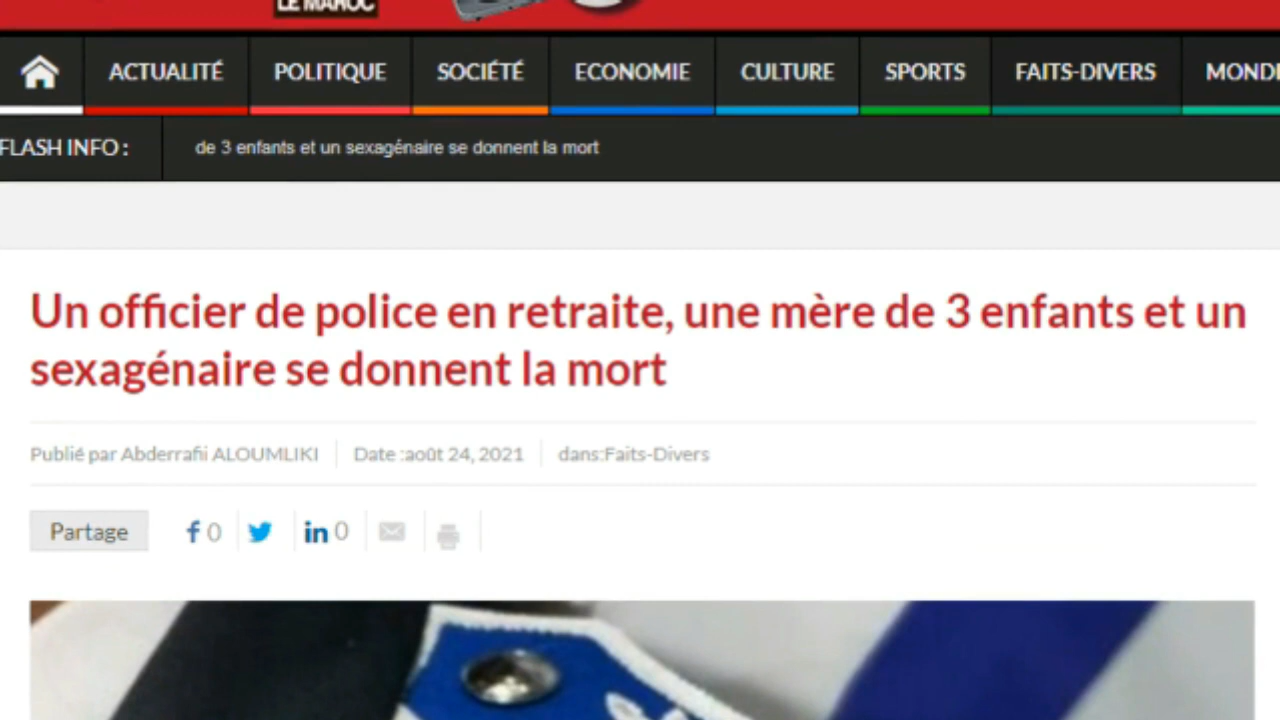 LE MAROC
ACTUALITÉ POLITIQUE SOCIÉTÉ ECONOMIE CULTURE SPORTS FAITS-DIVERS MONDE
FLASH INFO : de 3 enfants et un sexagénaire se donnent la mort
Un officier de police en retraite, une mère de 3 enfants et un
sexagénaire se donnent la mort
Publié par Abderrafii ALOUMLIKI Date :août 24, 2021 dans:Faits-Divers
Partage f 0 in 0